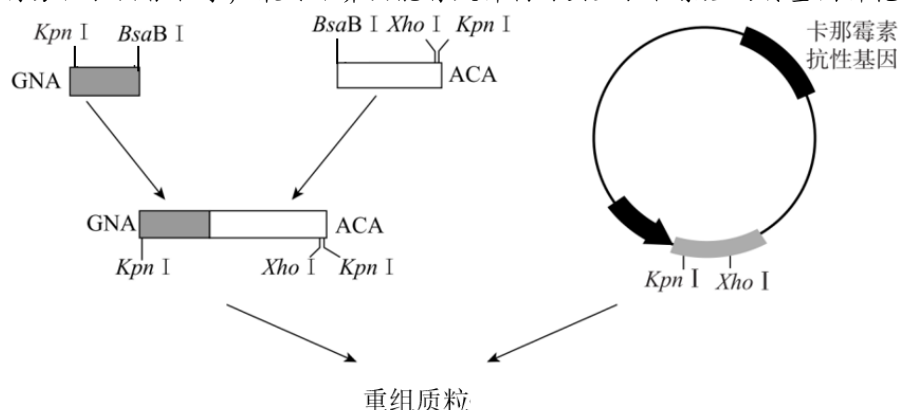 Kpn I BsaB I
GNA
BsaB I Xho I Kpn I
ACA
卡那霉素
抗性基因
GNA ACA
Kpn I Xho I Kpn I
Kpn I Xho I
重组质粒